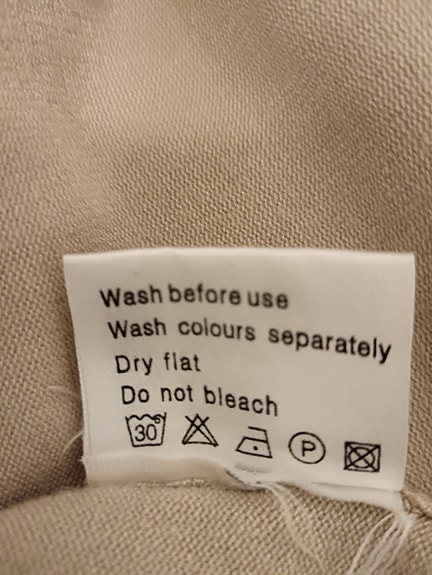 Wash before use
Wash colours separately
Dry flat
Do not bleach
30° P